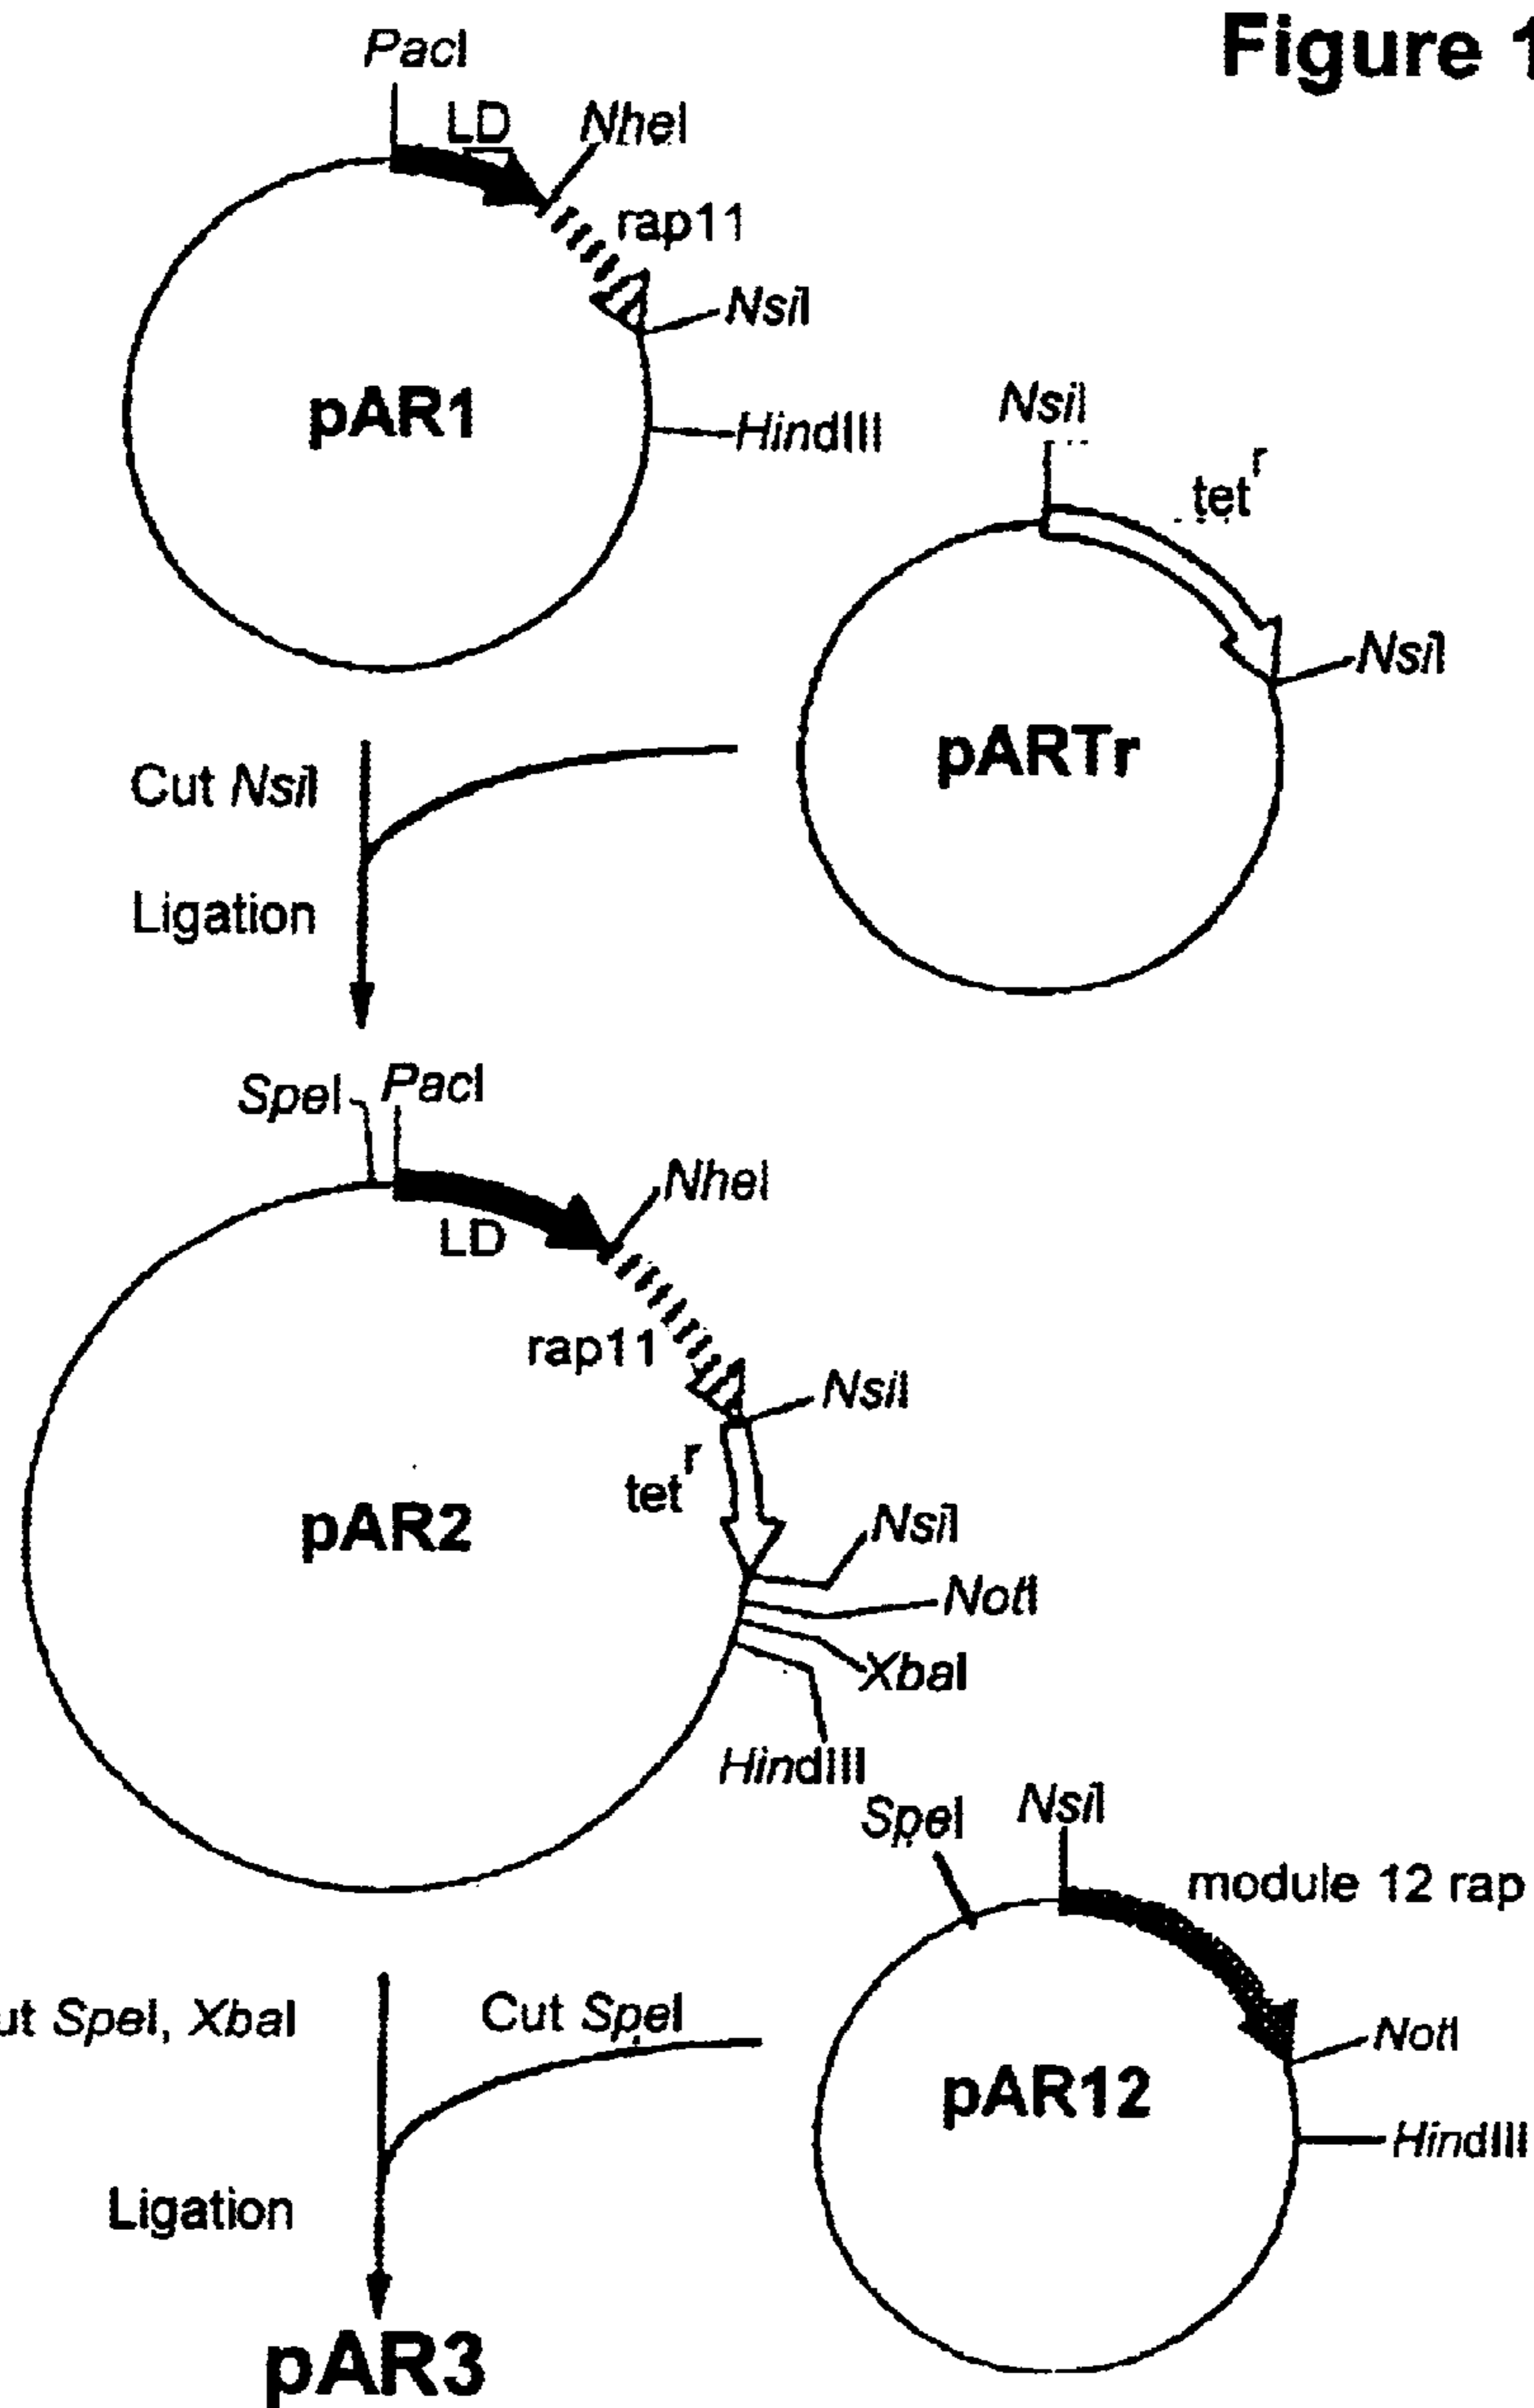 Figure 1
PacI
LD
NheI
rap11
NsiI
pAR1
HindIII
NsiI
tet^r
NsiI
pARTr
Cut NsiI
Ligation
SpeI
PacI
NheI
LD
rap11
NsiI
tet^r
pAR2
NsiI
NotI
XbaI
HindIII
SpeI
NsiI
module 12 rap
ut SpeI, XbaI
Cut SpeI
NotI
pAR12
HindIII
Ligation
pAR3